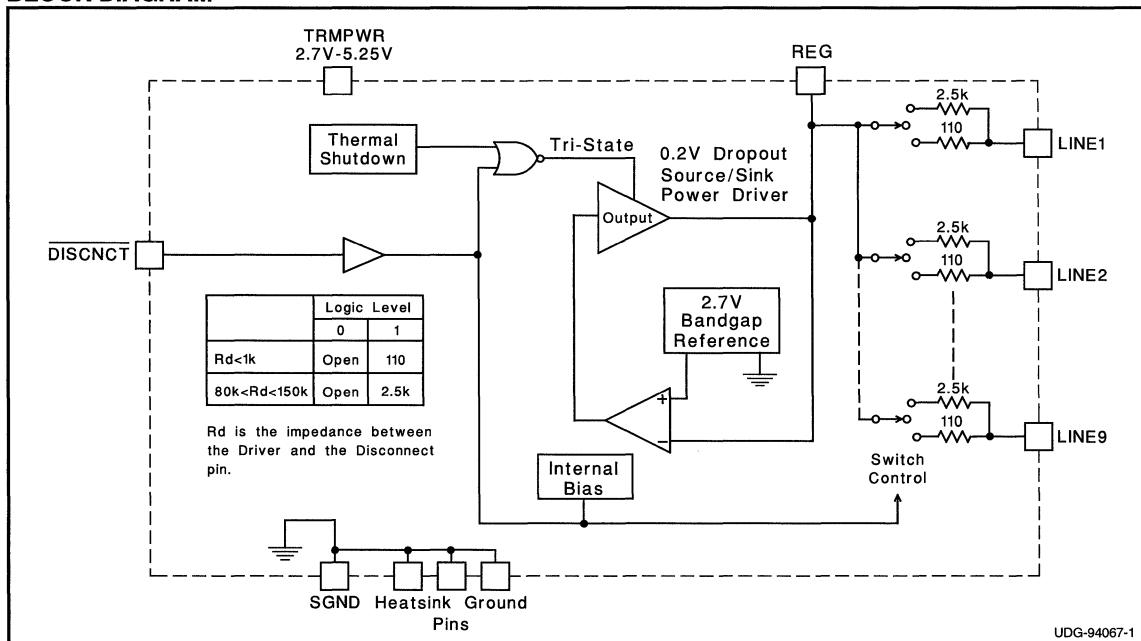 TRMPWR
2.7V-5.25V
REG
2.5k
110
LINE1
Thermal
Shutdown
Tri-State
0.2V Dropout
Source/Sink
Power Driver
Output
DISCNCT
2.5k
110
LINE2
Logic Level
0 1
Rd<1k Open 110
80k<Rd<150k Open 2.5k
Rd is the impedance between
the Driver and the Disconnect
pin.
2.7V
Bandgap
Reference
+
−
2.5k
110
LINE9
Switch
Control
Internal
Bias
SGND Heatsink Ground
Pins
UDG-94067-1